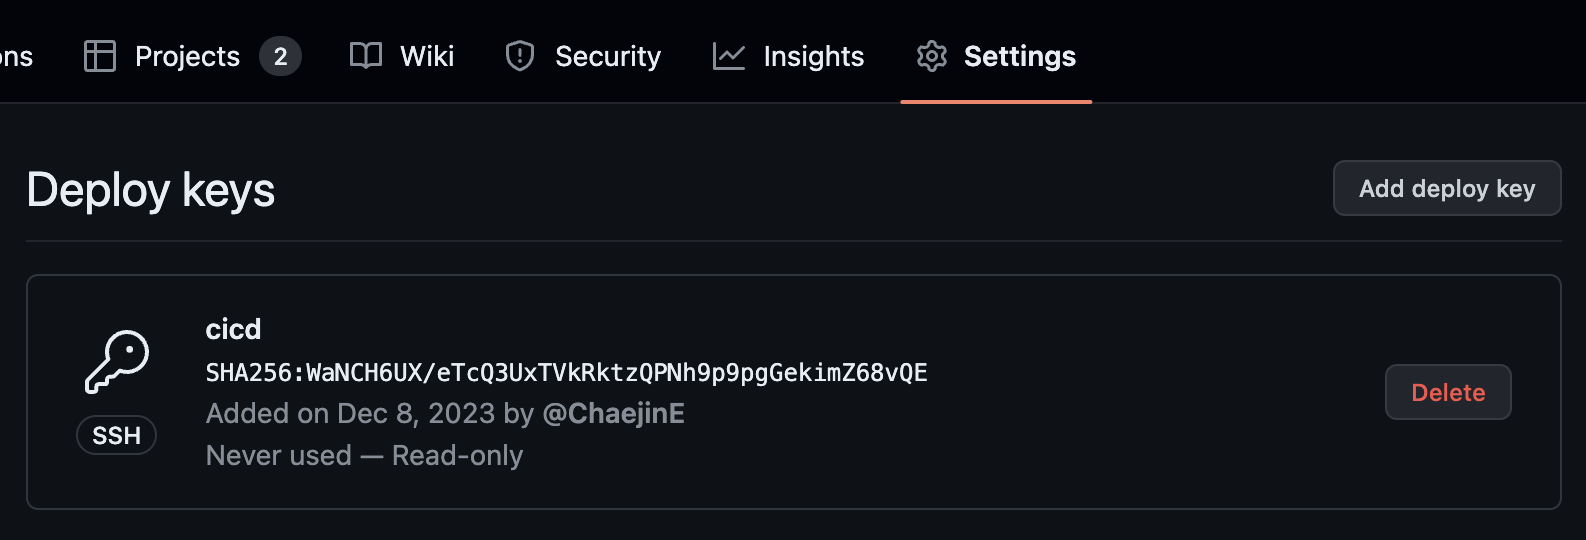 ons Projects 2 Wiki Security Insights Settings
Deploy keys
Add deploy key
cicd
SHA256:WaNCH6UX/eTcQ3UxTVkRktzQPNh9p9pgGekimZ68vQE
Added on Dec 8, 2023 by @ChaejinE
Never used — Read-only
SSH
Delete